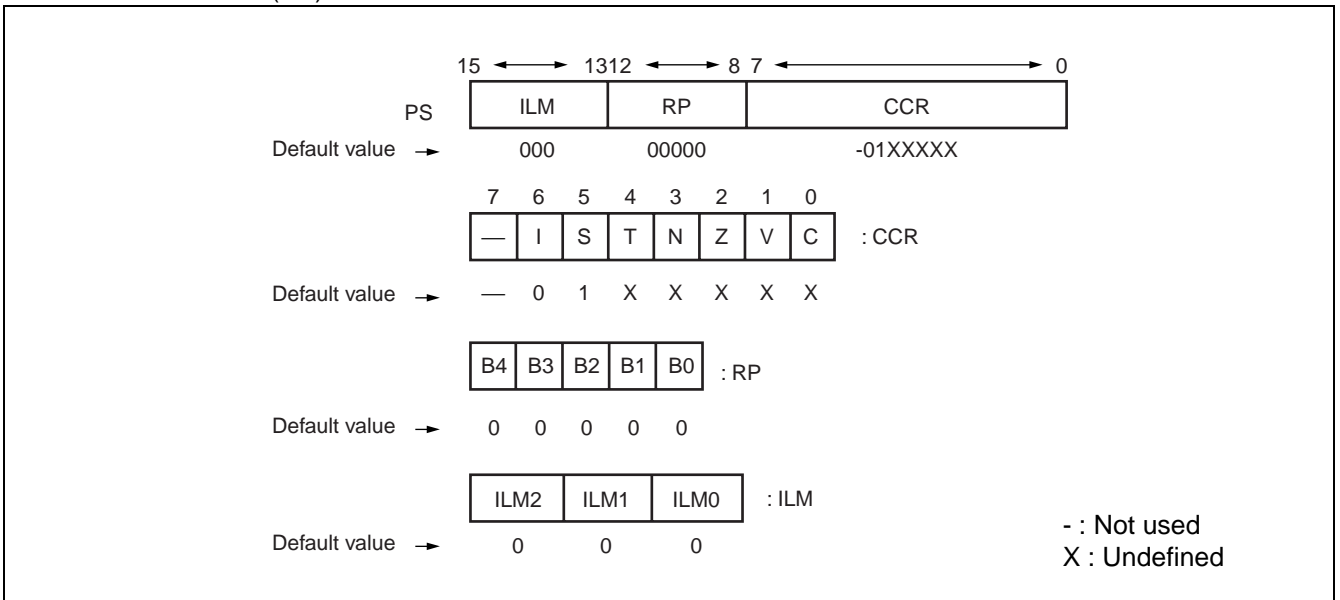 15 1312 8 7 0
PS ILM RP CCR
Default value 000 00000 -01XXXXX
7 6 5 4 3 2 1 0
— I S T N Z V C : CCR
Default value — 0 1 X X X X X
B4 B3 B2 B1 B0 : RP
Default value 0 0 0 0 0
ILM2 ILM1 ILM0 : ILM
Default value 0 0 0
- : Not used
X : Undefined